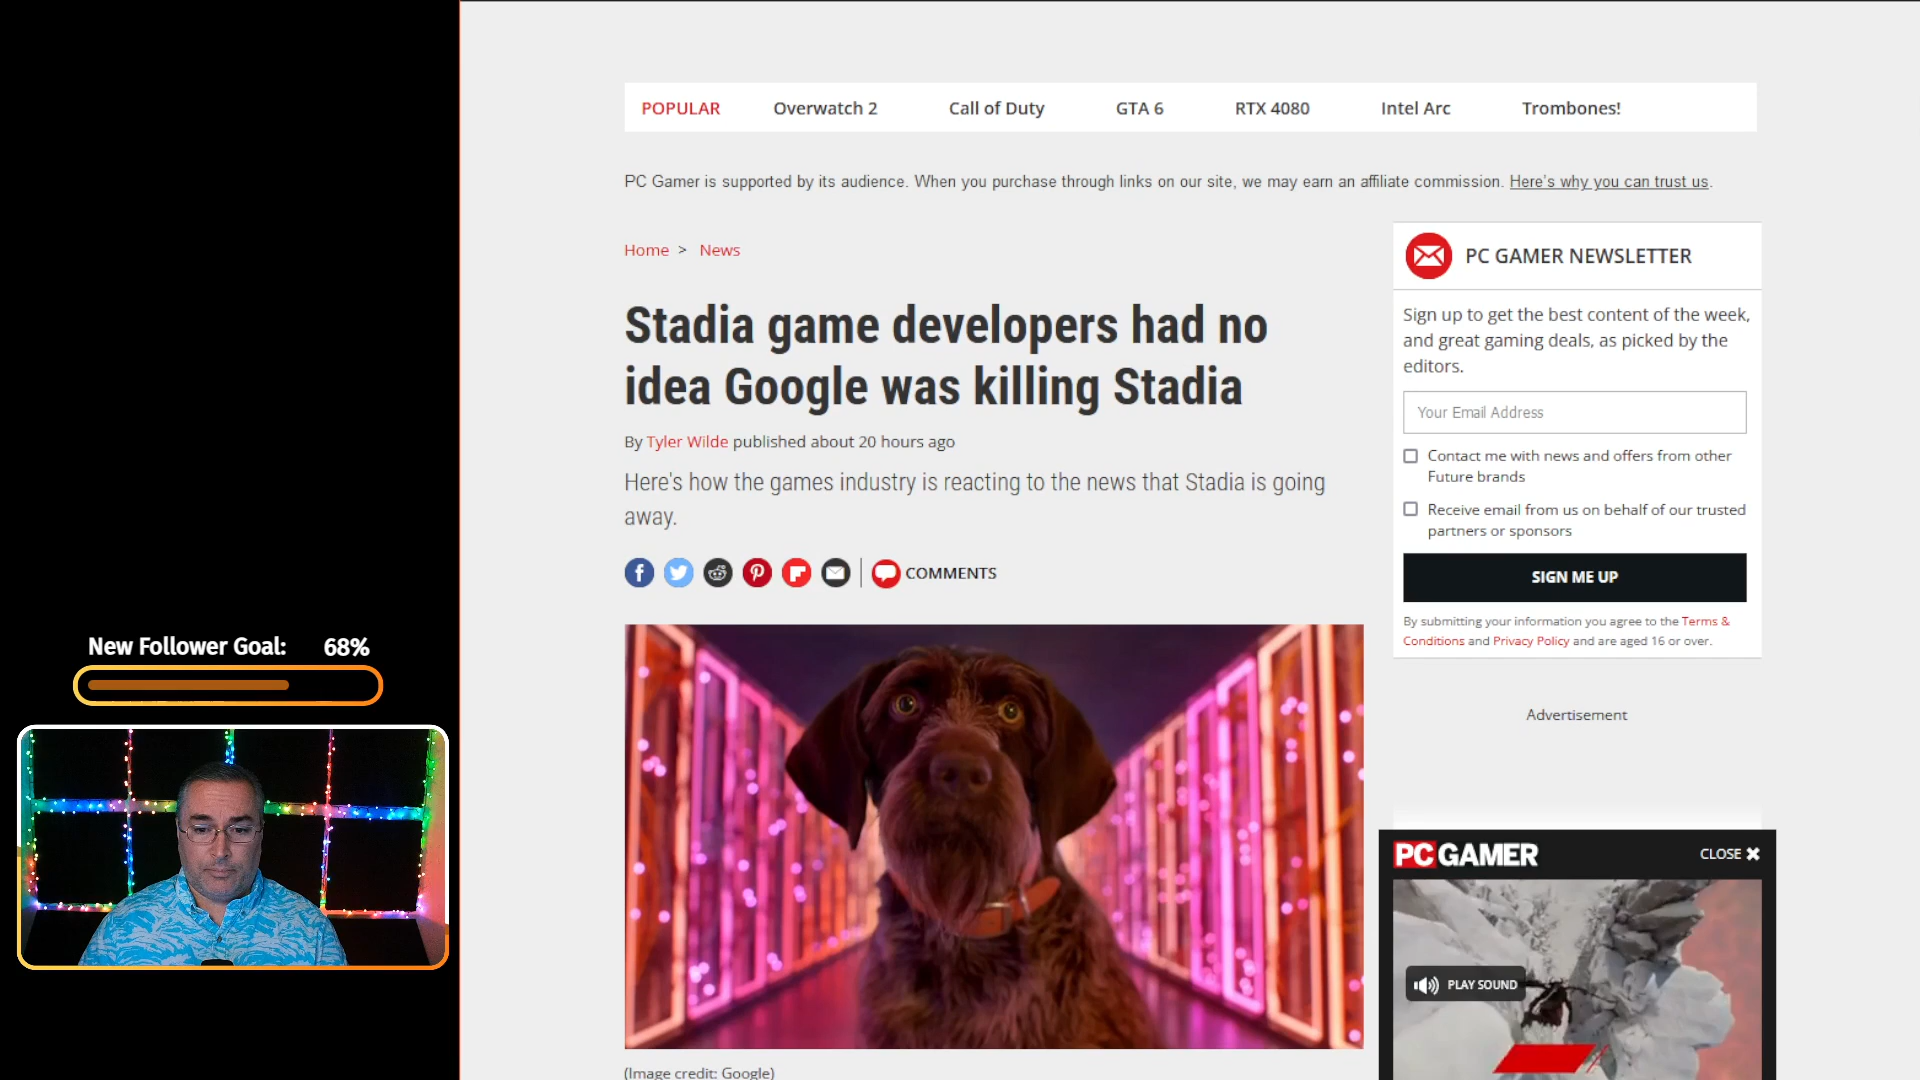 POPULAR Overwatch 2 Call of Duty GTA 6 RTX 4080 Intel Arc Trombones!
PC Gamer is supported by its audience. When you purchase through links on our site, we may earn an affiliate commission. Here's why you can trust us.
Home > News
Stadia game developers had no
idea Google was killing Stadia
By Tyler Wilde published about 20 hours ago
Here's how the games industry is reacting to the news that Stadia is going
away.
COMMENTS
(Image credit: Google)
PC GAMER NEWSLETTER
Sign up to get the best content of the week,
and great gaming deals, as picked by the
editors.
Your Email Address
Contact me with news and offers from other
Future brands
Receive email from us on behalf of our trusted
partners or sponsors
SIGN ME UP
By submitting your information you agree to the Terms &
Conditions and Privacy Policy and are aged 16 or over.
Advertisement
PC GAMER CLOSE
PLAY SOUND
New Follower Goal: 68%